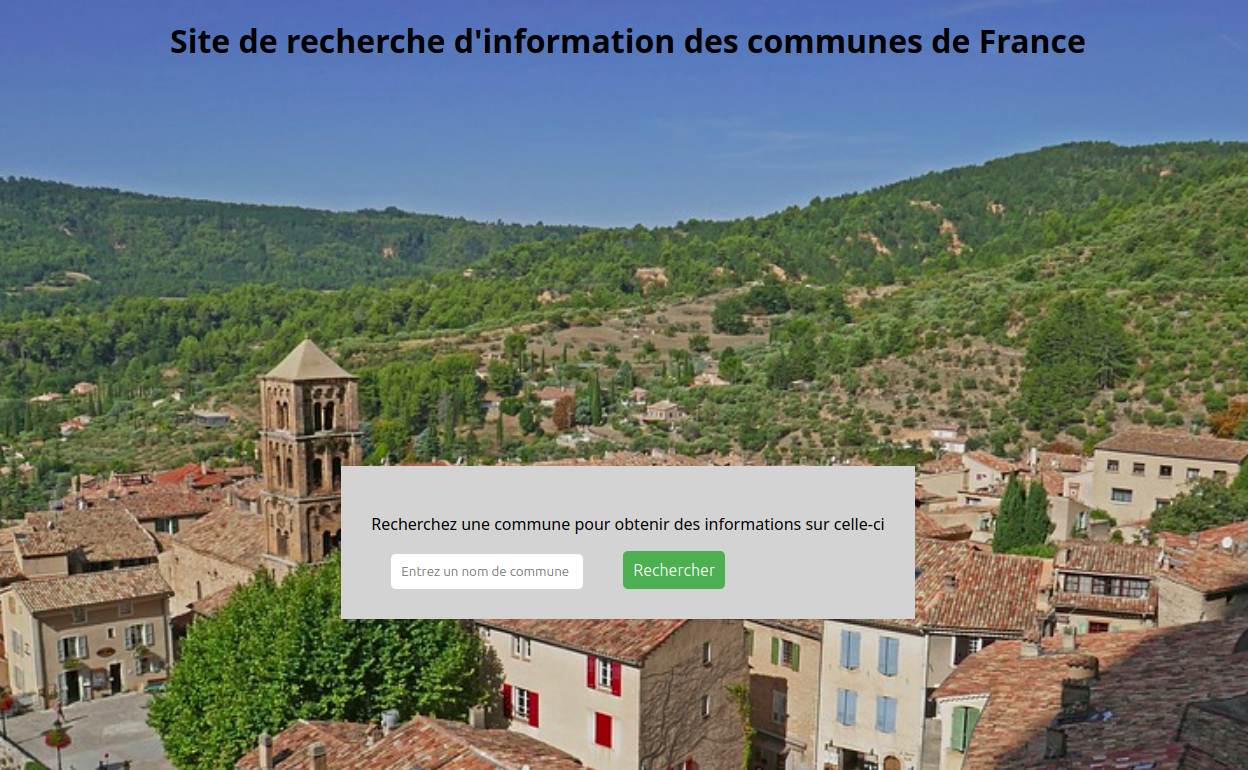 Site de recherche d'information des communes de France
Recherchez une commune pour obtenir des informations sur celle-ci
Entrez un nom de commune
Rechercher